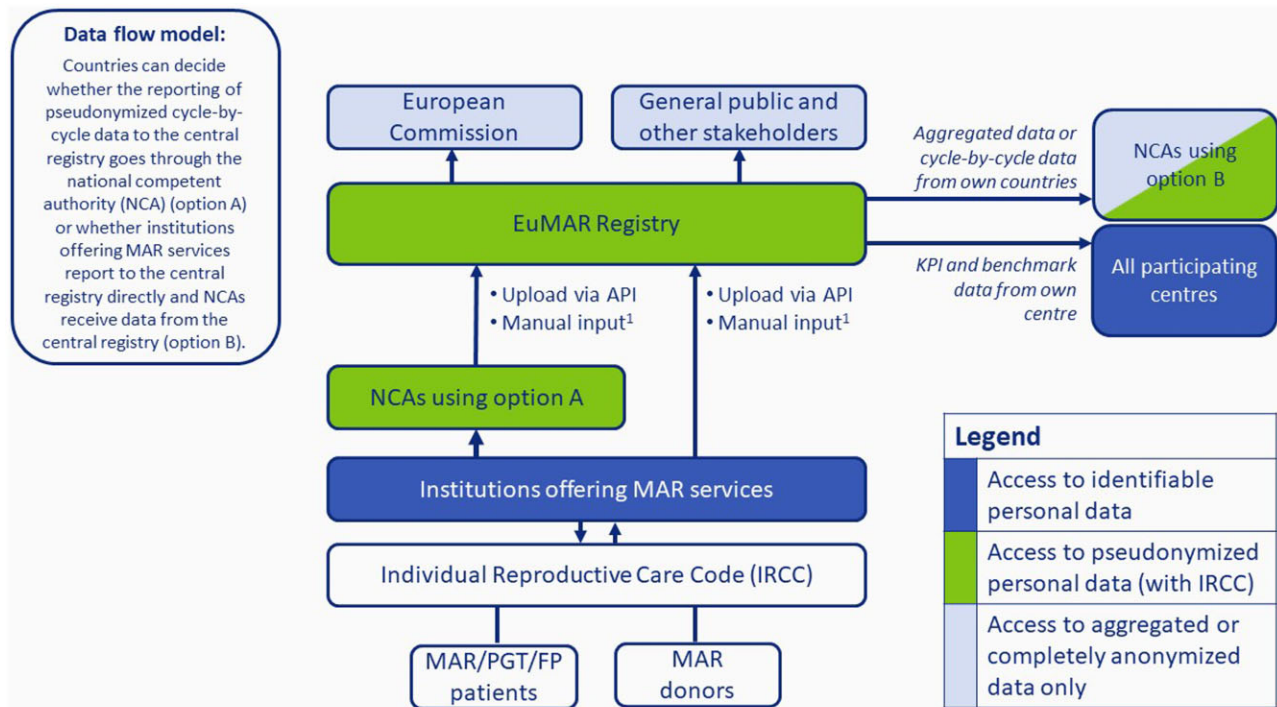 Data flow model:
Countries can decide
whether the reporting of
pseudonymized cycle-by-
cycle data to the central
registry goes through the
national competent
authority (NCA) (option A)
or whether institutions
offering MAR services
report to the central
registry directly and NCAs
receive data from the
central registry (option B).
European
Commission
General public and
other stakeholders
Aggregated data or
cycle-by-cycle data
from own countries
NCAs using
option B
EuMAR Registry
KPI and benchmark
data from own
centre
All participating
centres
• Upload via API
• Manual input¹
• Upload via API
• Manual input¹
NCAs using option A
Institutions offering MAR services
Individual Reproductive Care Code (IRCC)
MAR/PGT/FP
patients
MAR
donors
Legend
Access to identifiable
personal data
Access to pseudonymized
personal data (with IRCC)
Access to aggregated or
completely anonymized
data only